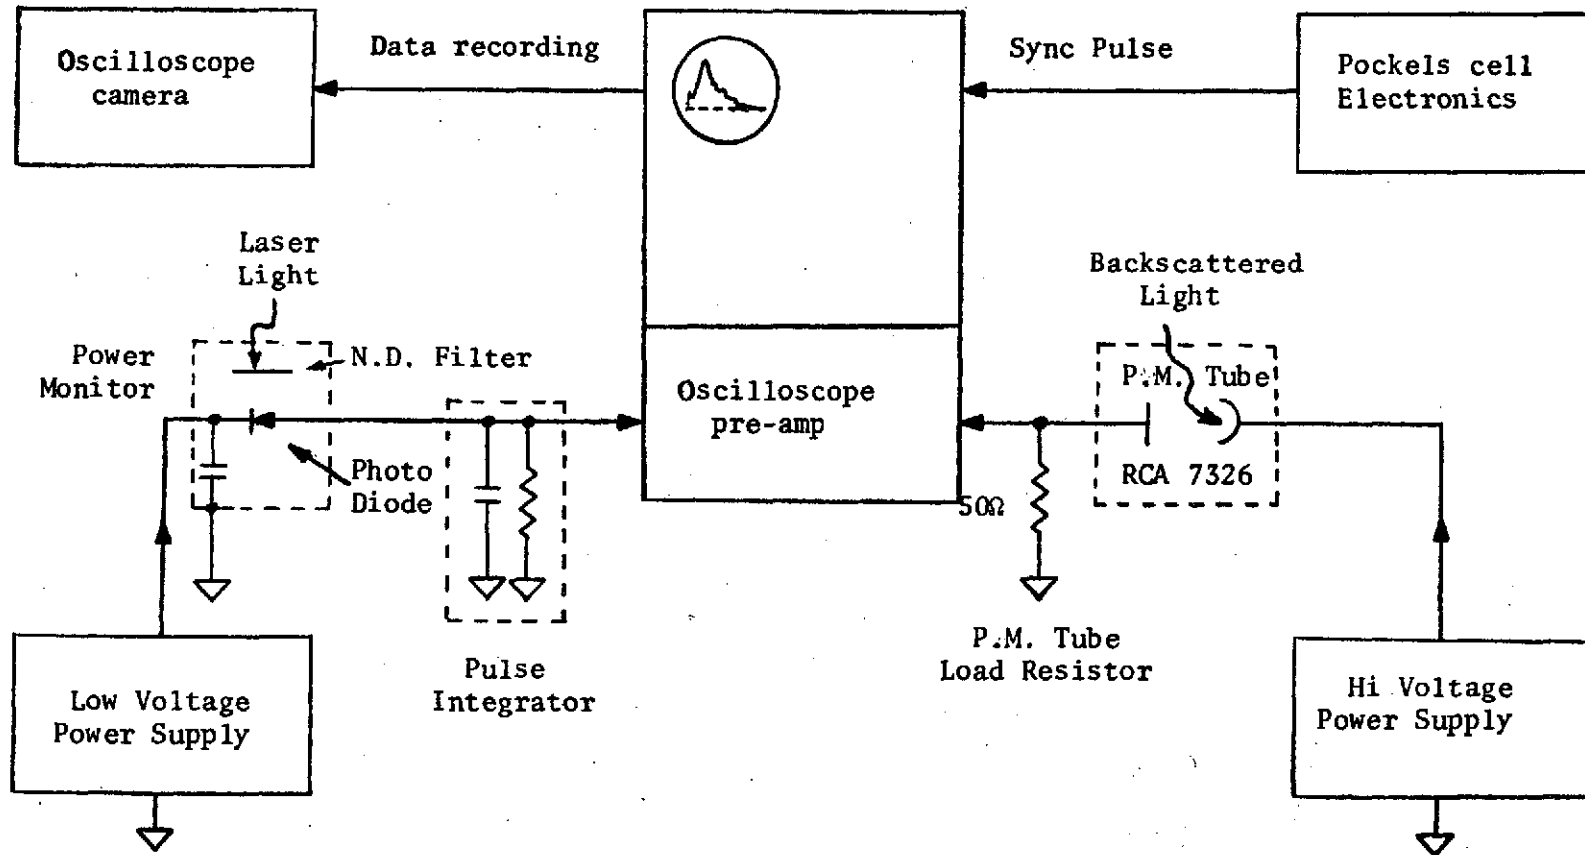 Oscilloscope
camera
Data recording
Sync Pulse
Pockels cell
Electronics
Laser
Light
Backscattered
Light
Power
Monitor
N.D. Filter
P.M. Tube
Oscilloscope
pre-amp
Photo
Diode
RCA 7326
50Ω
Pulse
Integrator
P.M. Tube
Load Resistor
Low Voltage
Power Supply
Hi Voltage
Power Supply